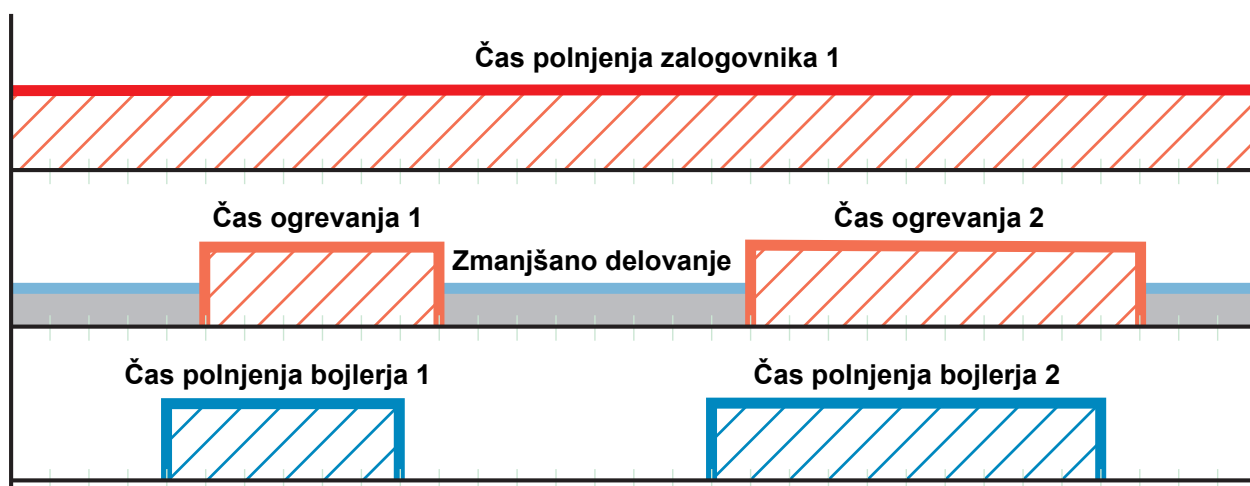 Čas polnjenja zalogovnika 1
Čas ogrevanja 1
Čas ogrevanja 2
Zmanjšano delovanje
Čas polnjenja bojlerja 1
Čas polnjenja bojlerja 2